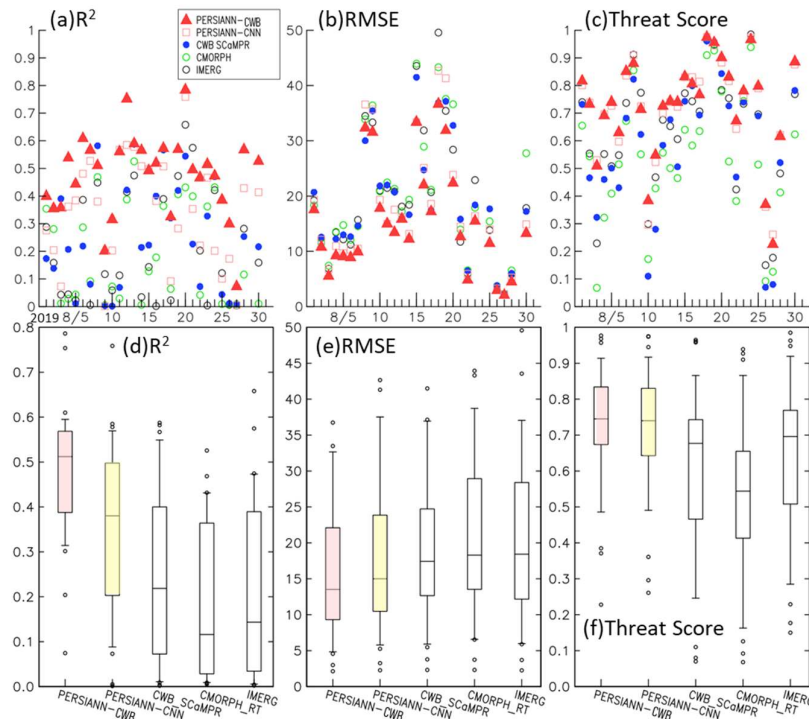 (a)R²
PERSIANN-CWB
PERSIANN-CNN
CWB SCaMPR
CMORPH
IMERG
1
0.9
0.8
0.7
0.6
0.5
0.4
0.3
0.2
0.1
0
2019 8/5 10 15 20 25 30
(b)RMSE
50
40
30
20
10
0
8/5 10 15 20 25 30
(c)Threat Score
1
0.9
0.8
0.7
0.6
0.5
0.4
0.3
0.2
0.1
0
8/5 10 15 20 25 30
(d)R²
0.8
0.7
0.6
0.5
0.4
0.3
0.2
0.1
0.0
PERSIANN-CWB
PERSIANN-CNN
CWB_SCaMPR
CMORPH_RT
IMERG
(e)RMSE
50
45
40
35
30
25
20
15
10
5
0
PERSIANN-CWB
PERSIANN-CNN
CWB_SCaMPR
CMORPH_RT
IMERG
1
0.9
0.8
0.7
0.6
0.5
0.4
0.3
0.2
0.1
0
(f)Threat Score
PERSIANN-CWB
PERSIANN-CNN
CWB_SCaMPR
CMORPH_RT
IMERG